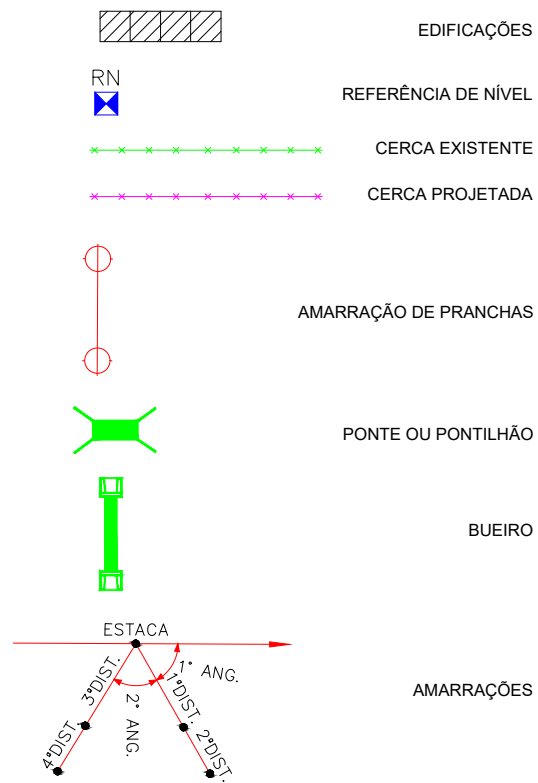 EDIFICAÇÕES
RN
REFERÊNCIA DE NÍVEL
CERCA EXISTENTE
CERCA PROJETADA
AMARRAÇÃO DE PRANCHAS
PONTE OU PONTILHÃO
BUEIRO
ESTACA
1° ANG.
2° ANG.
3°DIST.
4°DIST.
1°DIST.
2°DIST.
AMARRAÇÕES